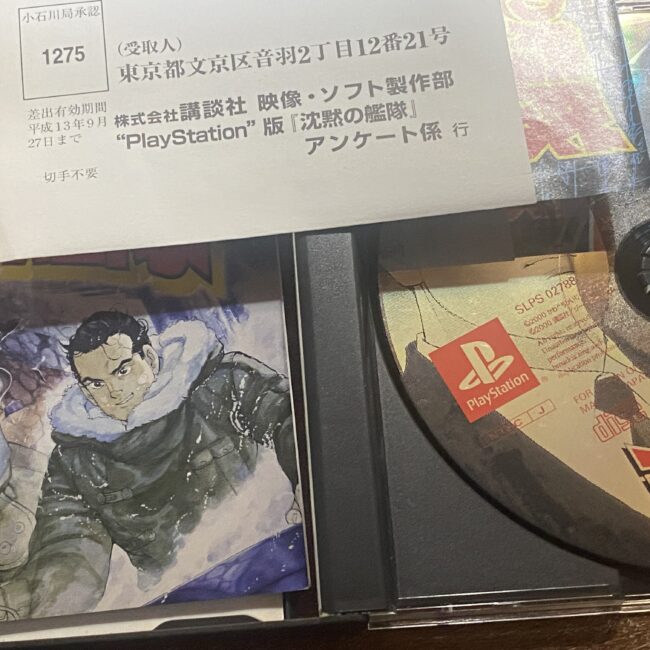 小石川局承認
1275
差出有効期間
平成13年9月
27日まで
切手不要
(受取人)
東京都文京区音羽2丁目12番21号
株式会社講談社 映像・ソフト製作部
“PlayStation” 版『沈黙の艦隊』
アンケート係 行
SLPS 02788
PlayStation
disc